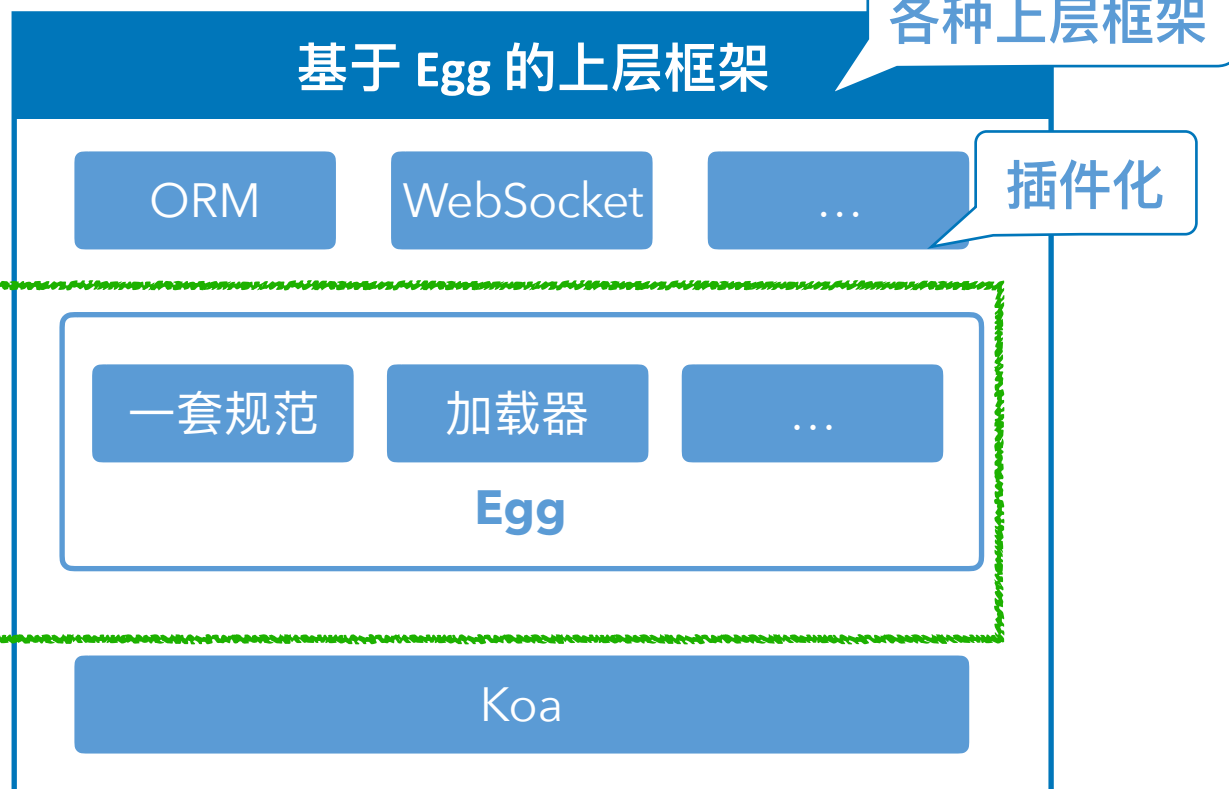 各种上层框架
基于 Egg 的上层框架
ORM
WebSocket
...
插件化
一套规范
加载器
...
Egg
Koa